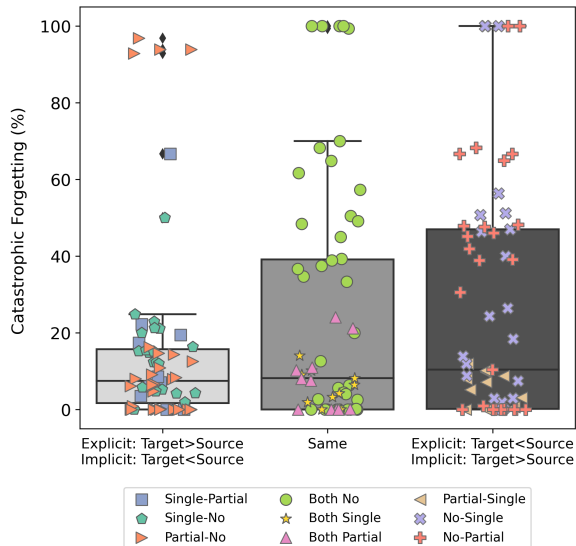 Catastrophic Forgetting (%)
100
80
60
40
20
0
Explicit: Target>Source
Implicit: Target<Source
Same
Explicit: Target<Source
Implicit: Target>Source
Single-Partial
Single-No
Partial-No
Both No
Both Single
Both Partial
Partial-Single
No-Single
No-Partial